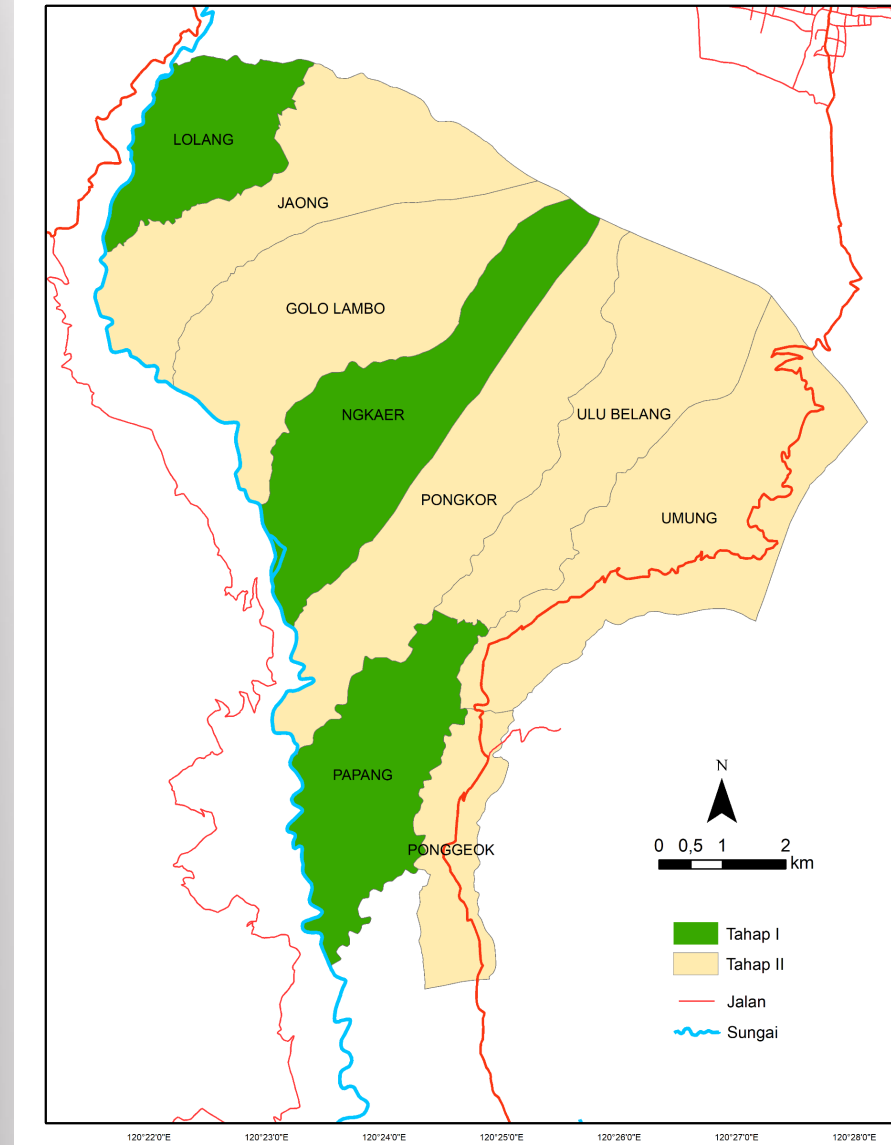 LOLANG
JAONG
GOLO LAMBO
NGKAER
ULU BELANG
PONGKOR
UMUNG
PAPANG
PONGGEOK
N
0 0,5 1 2
km
Tahap I
Tahap II
Jalan
Sungai
120°22'0"E 120°23'0"E 120°24'0"E 120°25'0"E 120°26'0"E 120°27'0"E 120°28'0"E